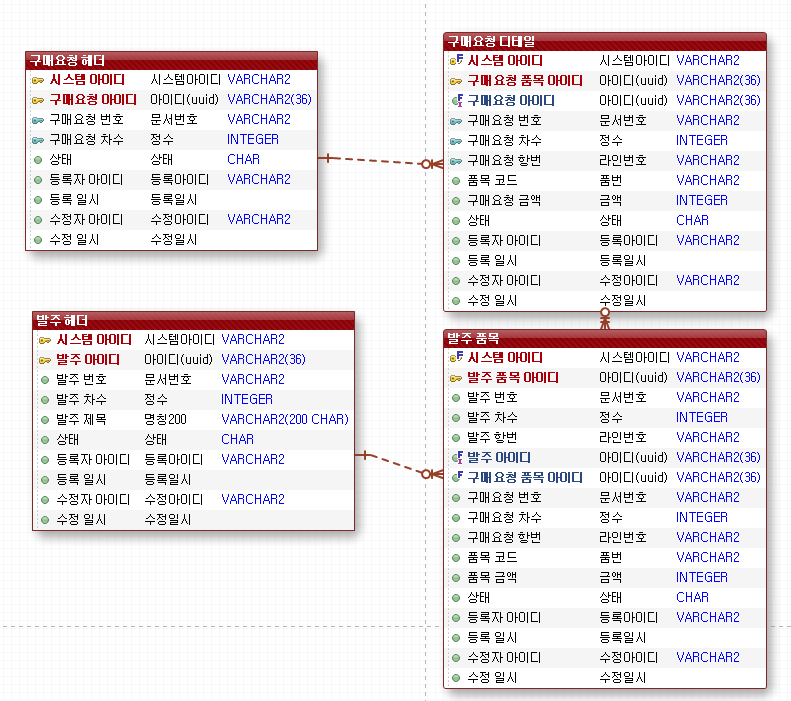 구매요청 헤더
시스템 아이디 시스템아이디 VARCHAR2
구매요청 아이디 아이디(uuid) VARCHAR2(36)
구매요청 번호 문서번호 VARCHAR2
구매요청 차수 정수 INTEGER
상태 상태 CHAR
등록자 아이디 등록아이디 VARCHAR2
등록 일시 등록일시
수정자 아이디 수정아이디 VARCHAR2
수정 일시 수정일시
구매요청 디테일
시스템 아이디 시스템아이디 VARCHAR2
구매요청 품목 아이디 아이디(uuid) VARCHAR2(36)
구매요청 아이디 아이디(uuid) VARCHAR2(36)
구매요청 번호 문서번호 VARCHAR2
구매요청 차수 정수 INTEGER
구매요청 항번 라인번호 VARCHAR2
품목 코드 품번 VARCHAR2
구매요청 금액 금액 INTEGER
상태 상태 CHAR
등록자 아이디 등록아이디 VARCHAR2
등록 일시 등록일시
수정자 아이디 수정아이디 VARCHAR2
수정 일시 수정일시
발주 헤더
시스템 아이디 시스템아이디 VARCHAR2
발주 아이디 아이디(uuid) VARCHAR2(36)
발주 번호 문서번호 VARCHAR2
발주 차수 정수 INTEGER
발주 제목 명칭200 VARCHAR2(200 CHAR)
상태 상태 CHAR
등록자 아이디 등록아이디 VARCHAR2
등록 일시 등록일시
수정자 아이디 수정아이디 VARCHAR2
수정 일시 수정일시
발주 품목
시스템 아이디 시스템아이디 VARCHAR2
발주 품목 아이디 아이디(uuid) VARCHAR2(36)
발주 번호 문서번호 VARCHAR2
발주 차수 정수 INTEGER
발주 항번 라인번호 VARCHAR2
발주 아이디 아이디(uuid) VARCHAR2(36)
구매요청 품목 아이디 아이디(uuid) VARCHAR2(36)
구매요청 번호 문서번호 VARCHAR2
구매요청 차수 정수 INTEGER
구매요청 항번 라인번호 VARCHAR2
품목 코드 품번 VARCHAR2
품목 금액 금액 INTEGER
상태 상태 CHAR
등록자 아이디 등록아이디 VARCHAR2
등록 일시 등록일시
수정자 아이디 수정아이디 VARCHAR2
수정 일시 수정일시